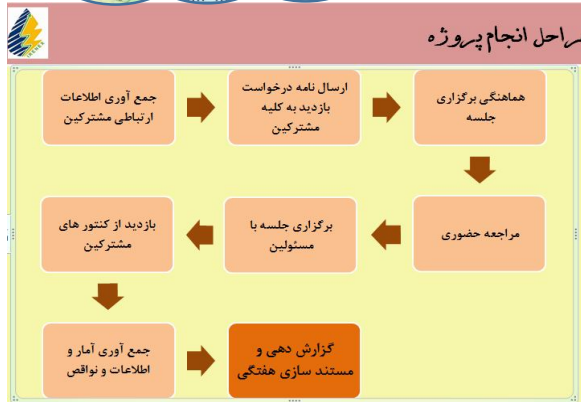 راحل انجام پروژه
جمع آوری اطلاعات
ارتباطی مشترکین
ارسال نامه درخواست
بازدید به کلیه
مشترکین
هماهنگی برگزاری
جلسه
مراجعه حضوری
برگزاری جلسه با
مسئولین
بازدید از کنتور های
مشترکین
جمع آوری آمار و
اطلاعات و نواقص
گزارش دهی و
مستند سازی هفتگی